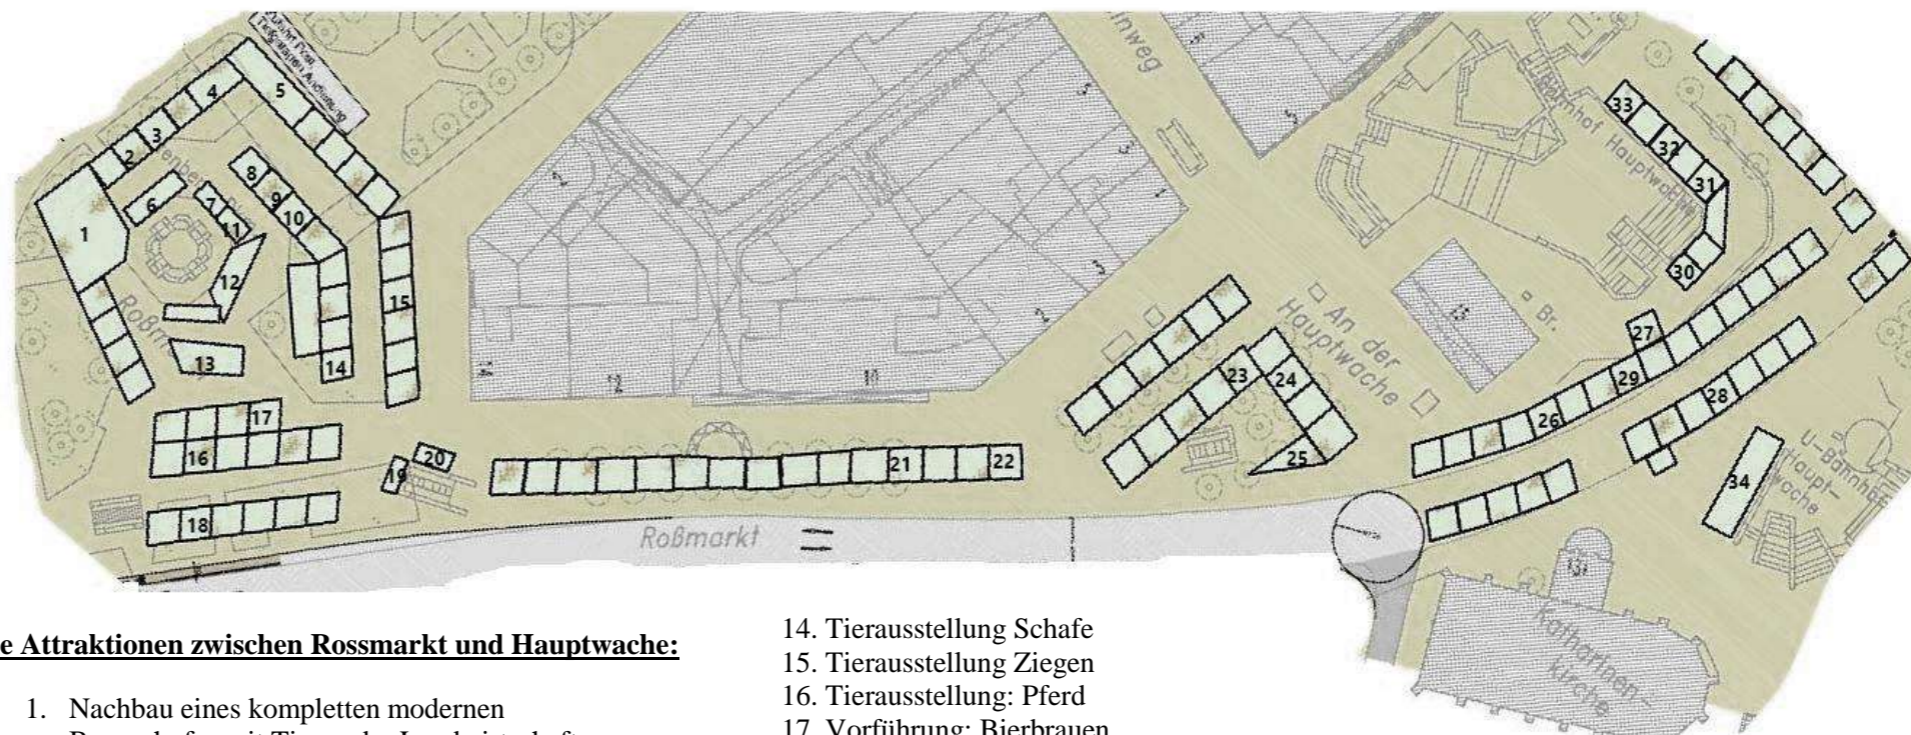 1
2
3
4
5
6
7
8
9
10
11
12
13
14
15
16
17
18
19
20
21
22
23
24
25
26
27
28
29
30
31
32
33
34
Roßmarkt
An der
Hauptwache
Br.
15
Hauptwache
U-Bahnhof
Haupt-
wache
Katharinen-
kirche
e Attraktionen zwischen Rossmarkt und Hauptwache:
1. Nachbau eines kompletten modernen
14. Tierausstellung Schafe
15. Tierausstellung Ziegen
16. Tierausstellung: Pferd
17. Vorführung: Bierbrauen